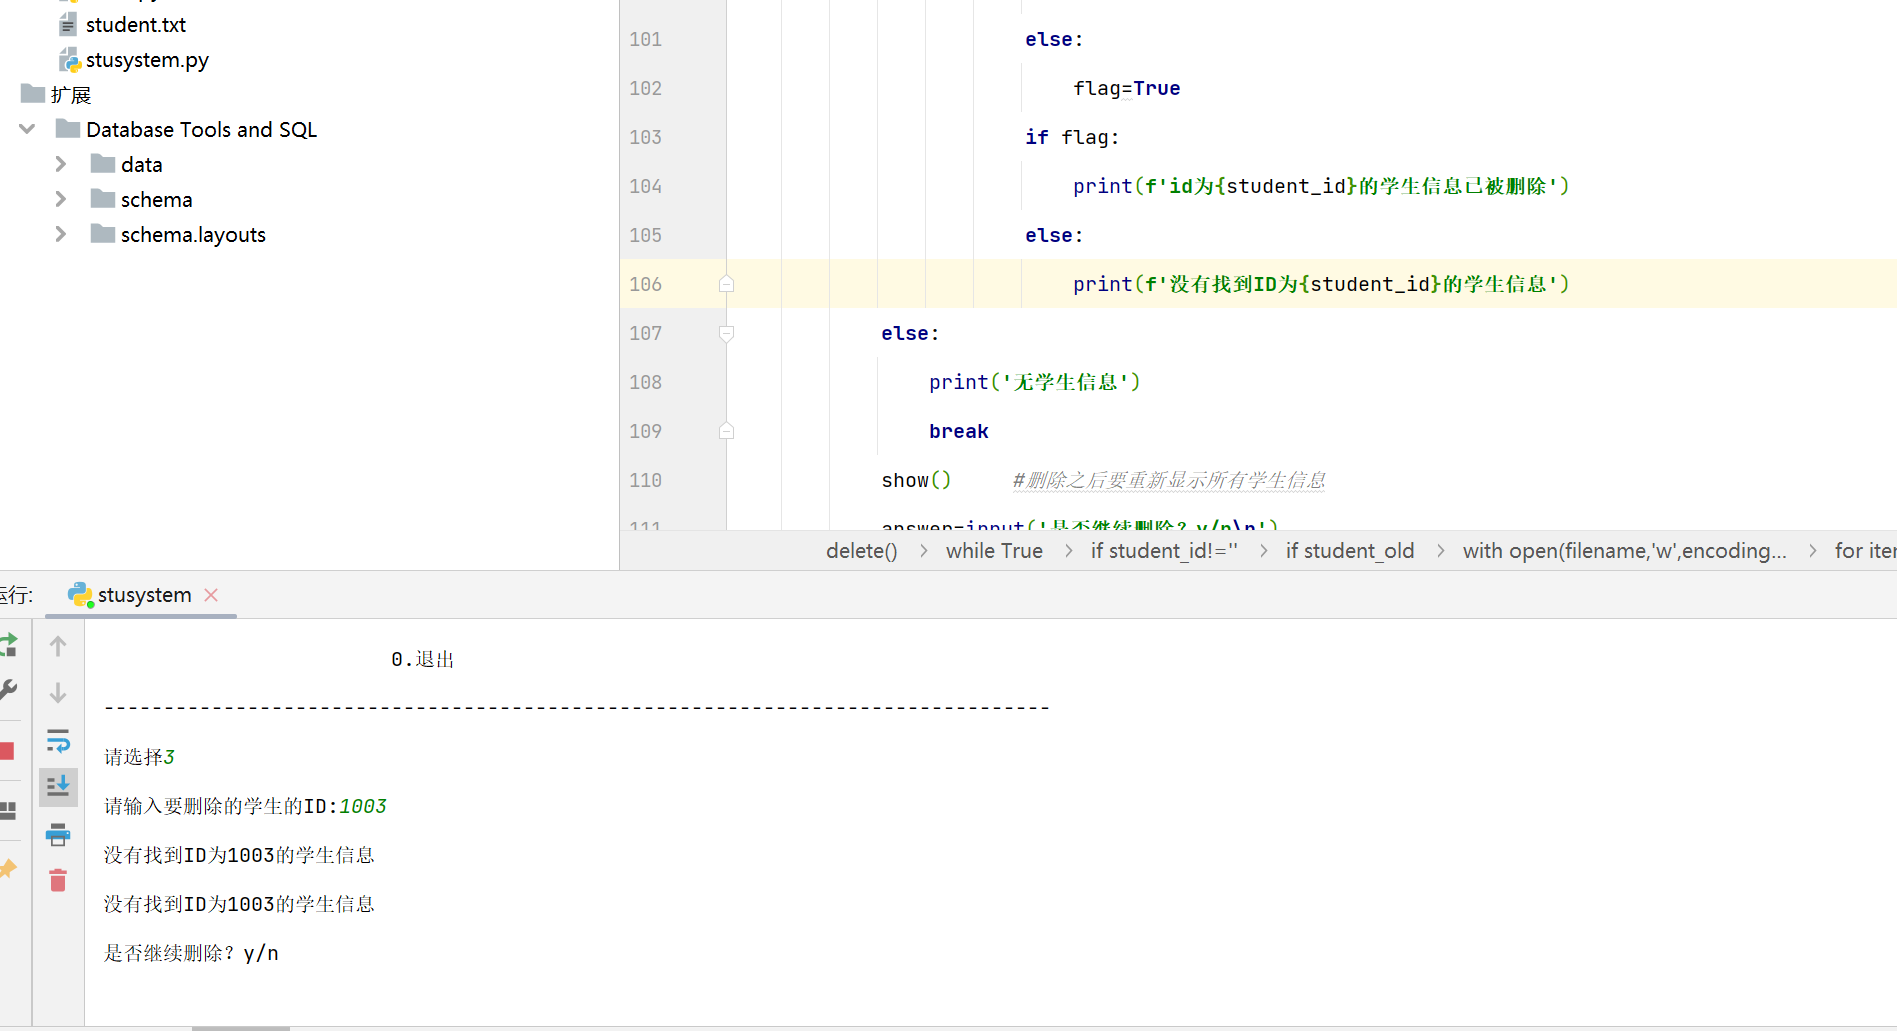 student.txt
stusystem.py
扩展
Database Tools and SQL
data
schema
schema.layouts
101 else:
102 flag=True
103 if flag:
104 print(f'id为{student_id}的学生信息已被删除')
105 else:
106 print(f'没有找到ID为{student_id}的学生信息')
107 else:
108 print('无学生信息')
109 break
110 show() #删除之后要重新显示所有学生信息
111 answer=input('是否继续删除？y/n\n')
delete() > while True > if student_id!='' > if student_old > with open(filename,'w',encoding... > for iter
运行: stusystem
0.退出
-------------------------------------------------------------------------------
请选择3
请输入要删除的学生的ID:1003
没有找到ID为1003的学生信息
没有找到ID为1003的学生信息
是否继续删除？y/n